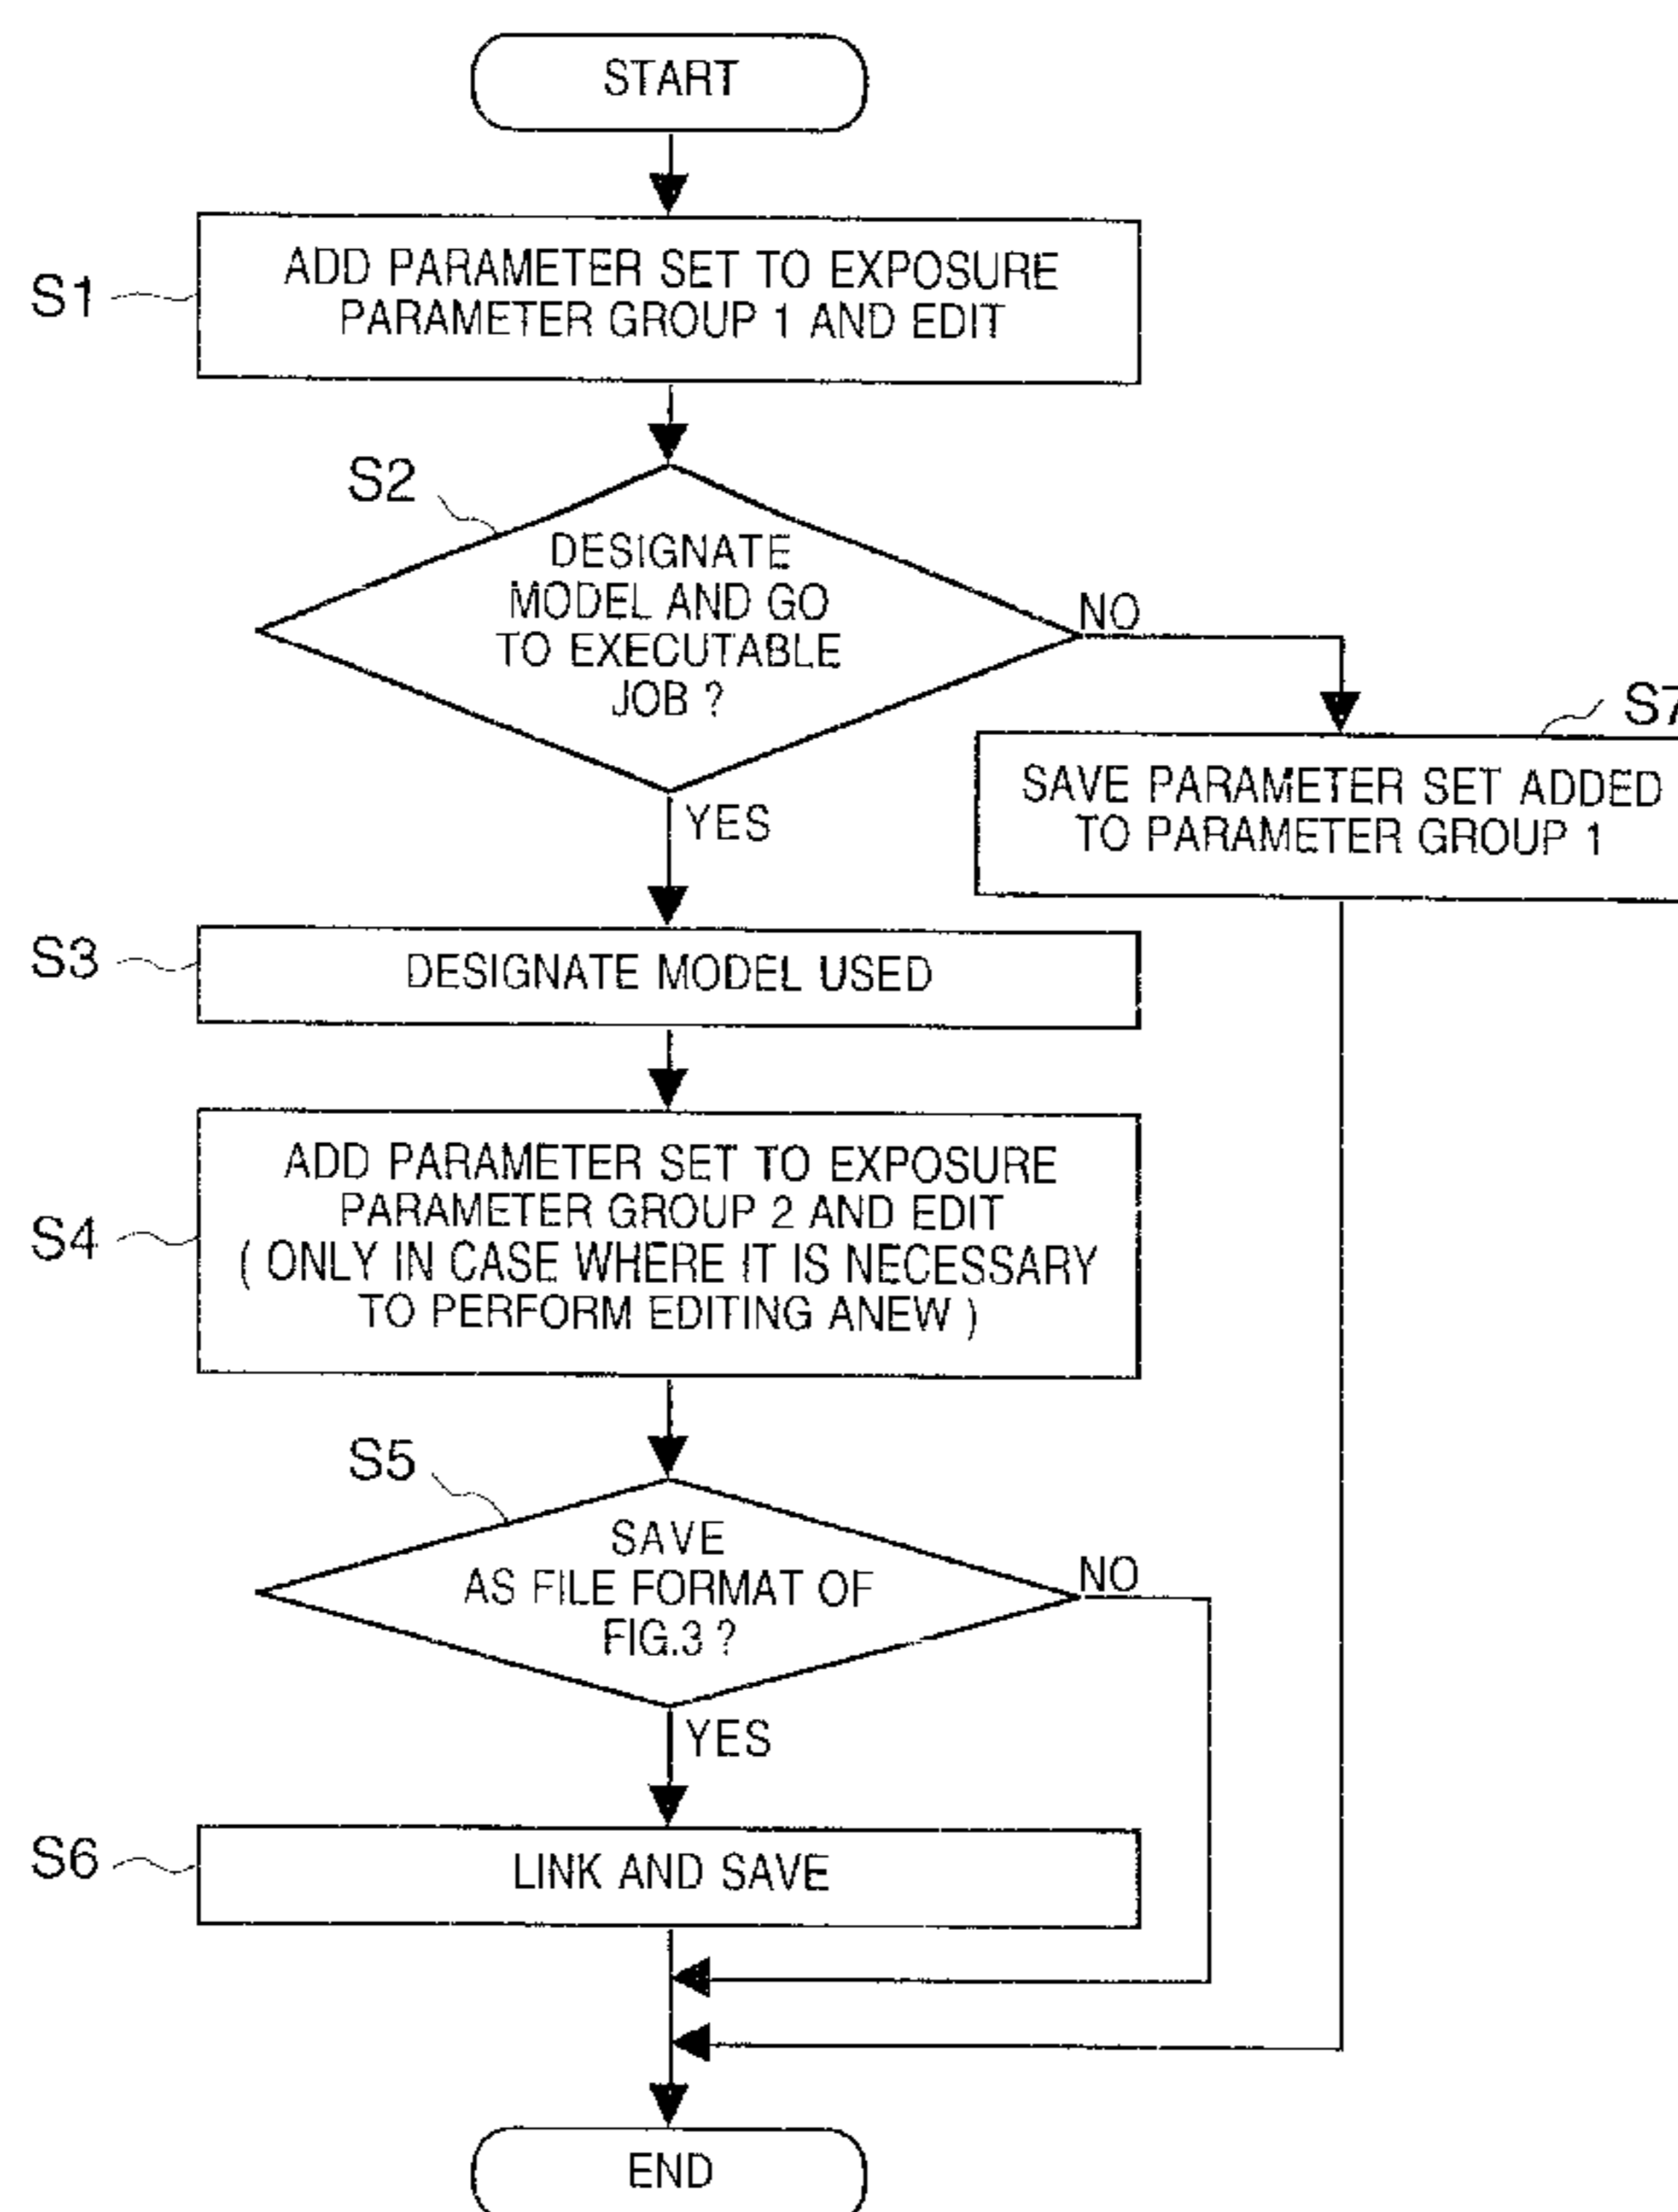 START
S1
ADD PARAMETER SET TO EXPOSURE
PARAMETER GROUP 1 AND EDIT
S2
DESIGNATE
MODEL AND GO
TO EXECUTABLE
JOB ?
NO
S7
SAVE PARAMETER SET ADDED
TO PARAMETER GROUP 1
YES
S3
DESIGNATE MODEL USED
S4
ADD PARAMETER SET TO EXPOSURE
PARAMETER GROUP 2 AND EDIT
( ONLY IN CASE WHERE IT IS NECESSARY
TO PERFORM EDITING ANEW )
S5
SAVE
AS FILE FORMAT OF
FIG.3 ?
NO
YES
S6
LINK AND SAVE
END